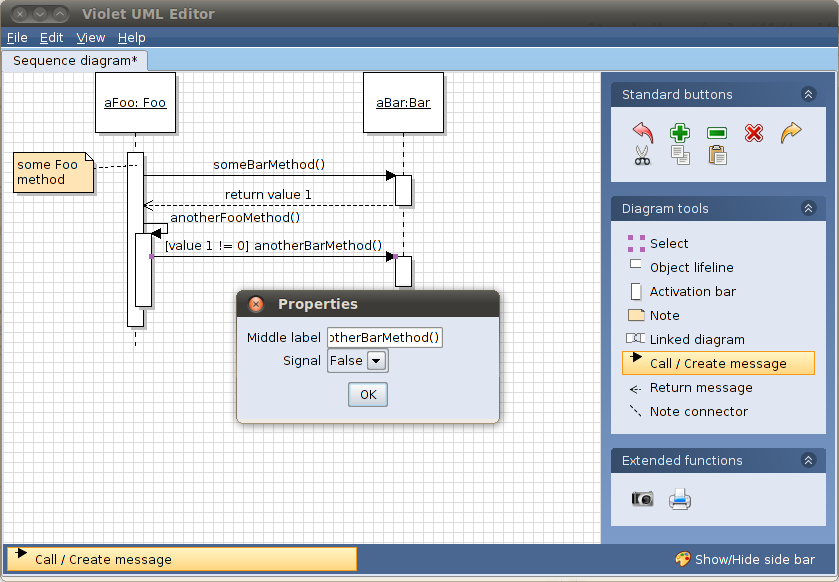 Violet UML Editor
File Edit View Help
Sequence diagram*
aFoo: Foo
aBar:Bar
some Foo
method
someBarMethod()
return value 1
anotherFooMethod()
[value 1 != 0] anotherBarMethod()
Properties
Middle label otherBarMethod()
Signal False
OK
Standard buttons
Diagram tools
Select
Object lifeline
Activation bar
Note
Linked diagram
Call / Create message
Return message
Note connector
Extended functions
Call / Create message
Show/Hide side bar